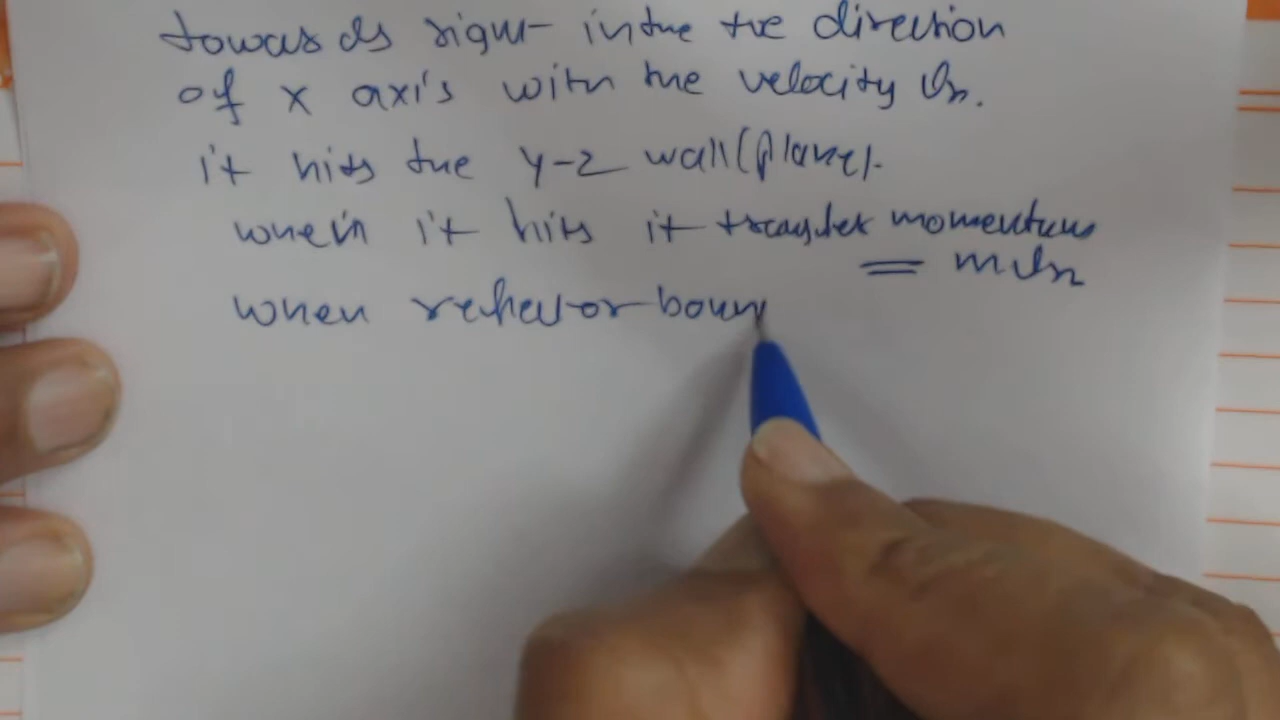 towards right in the +ve direction
of x axis with the velocity
it hits the y-z wall (plane).
when it hits it transfer momentum
= mvx
when reflect or boun